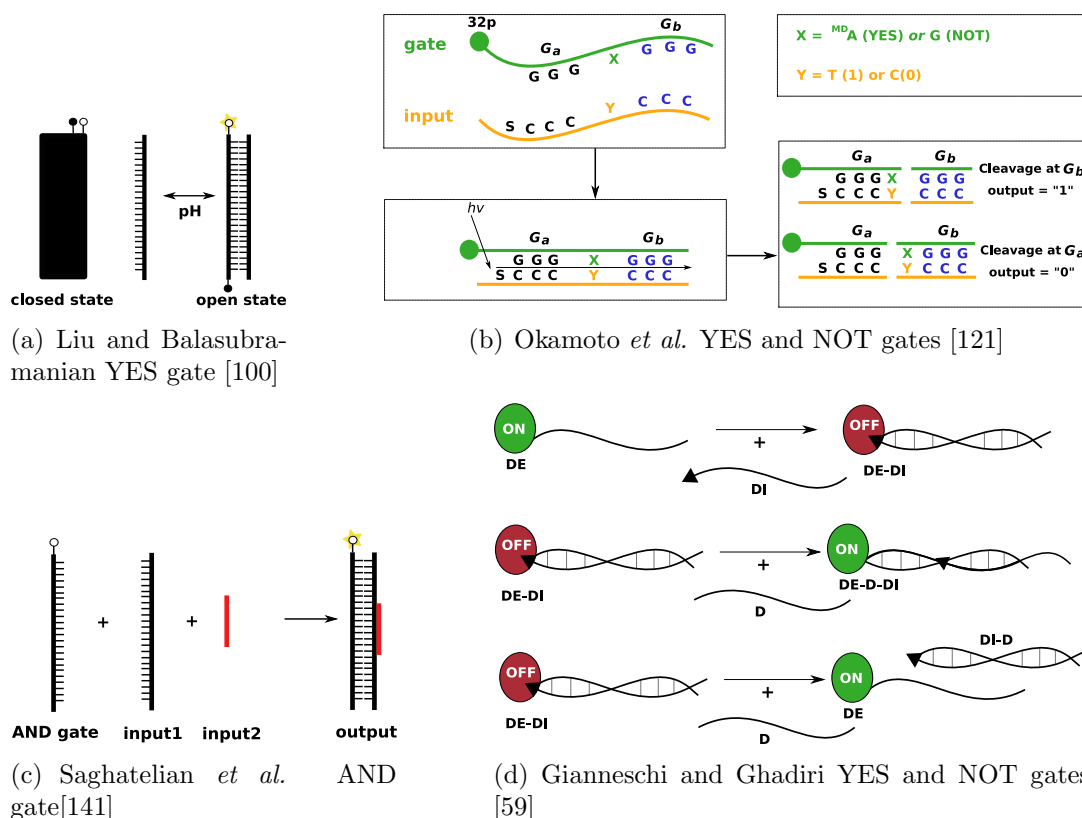 closed state
pH
open state
(a) Liu and Balasubra-
manian YES gate [100]
32p
gate
Ga
Gb
G G G
X
G G G
input
S C C C
Y
C C C
X = MDA (YES) or G (NOT)
Y = T (1) or C(0)
hv
Ga
Gb
G G G X G G G
S C C C Y C C C
Ga
Gb
G G G X G G G
S C C C Y C C C
Cleavage at Gb
output = "1"
G G G X G G G
S C C C Y C C C
Cleavage at Ga
output = "0"
(b) Okamoto et al. YES and NOT gates [121]
AND gate
+
input1
+
input2
output
(c) Saghatelian et al. AND
gate[141]
ON
DE
+
DI
OFF
DE-DI
OFF
DE-DI
+
D
ON
DE-D-DI
OFF
DE-DI
+
D
ON
DE
DI-D
(d) Gianneschi and Ghadiri YES and NOT gates
[59]